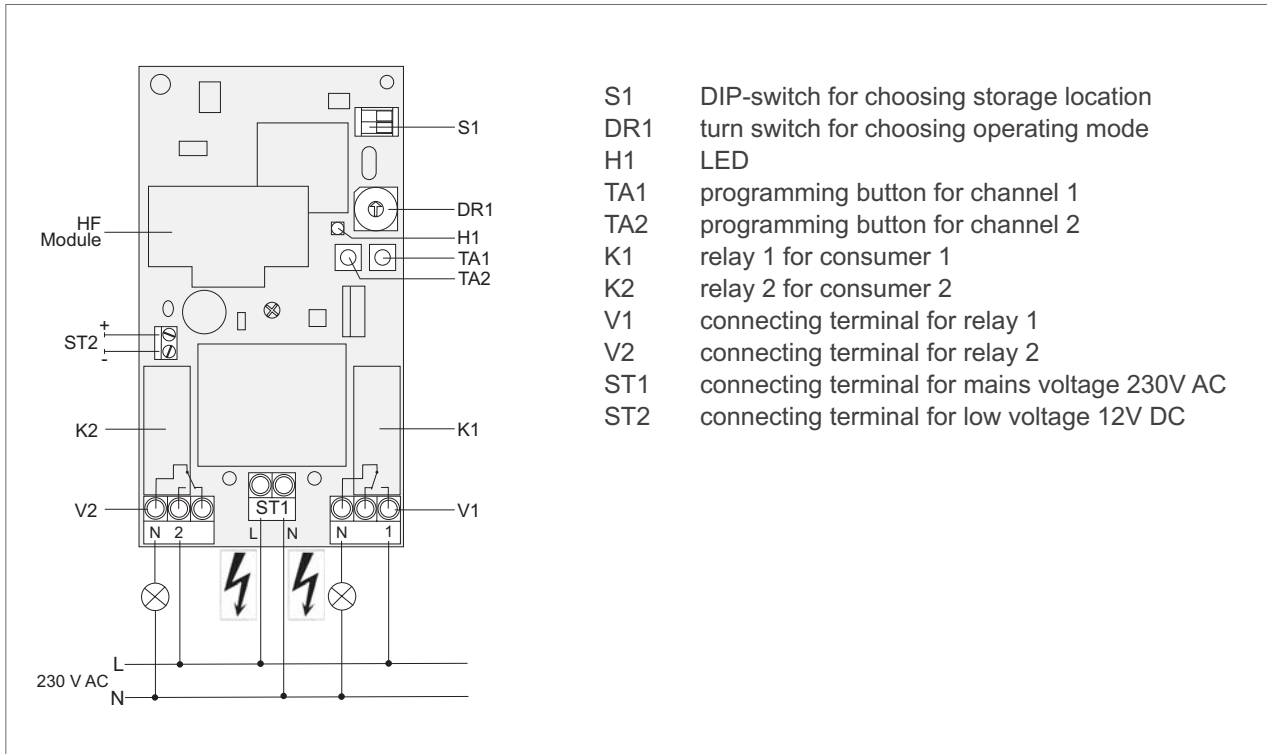 S1
DR1
H1
TA1
TA2
HF
Module
+
ST2
-
K2
K1
V2
ST1
V1
N 2
L
N
N
1
L
230 V AC
N
S1 DIP-switch for choosing storage location
DR1 turn switch for choosing operating mode
H1 LED
TA1 programming button for channel 1
TA2 programming button for channel 2
K1 relay 1 for consumer 1
K2 relay 2 for consumer 2
V1 connecting terminal for relay 1
V2 connecting terminal for relay 2
ST1 connecting terminal for mains voltage 230V AC
ST2 connecting terminal for low voltage 12V DC